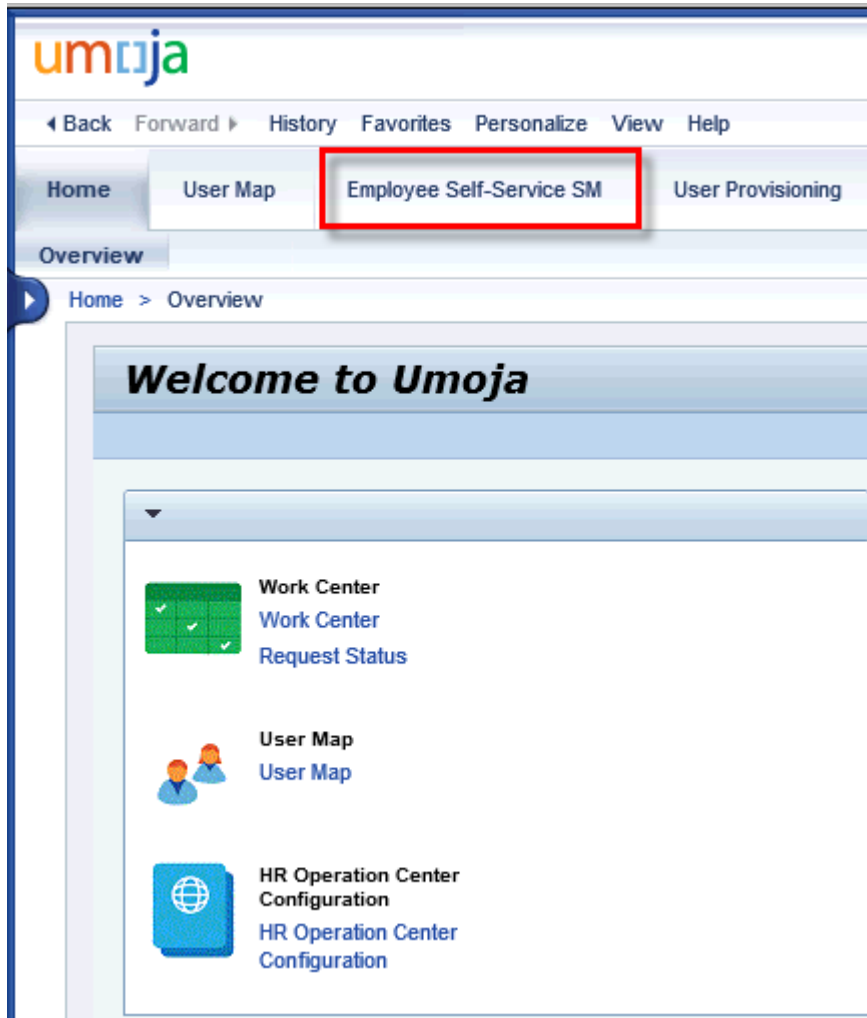 umoja
Back Forward History Favorites Personalize View Help
Home User Map Employee Self-Service SM User Provisioning
Overview
Home > Overview
Welcome to Umoja
Work Center
Work Center
Request Status
User Map
User Map
HR Operation Center
Configuration
HR Operation Center
Configuration